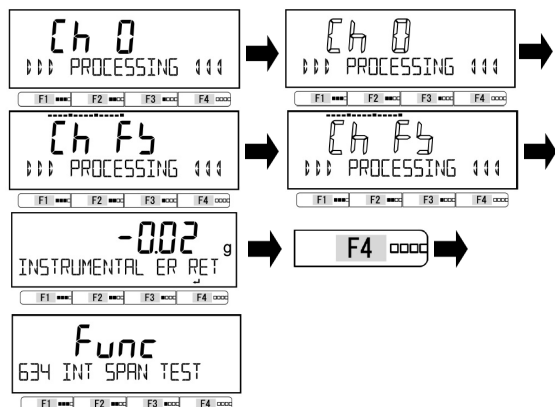 Ch 0
PROCESSING
F1 F2 F3 F4
Ch 0
PROCESSING
F1 F2 F3 F4
Ch FS
PROCESSING
F1 F2 F3 F4
Ch FS
PROCESSING
F1 F2 F3 F4
-0.02 g
INSTRUMENTAL ER RET
F1 F2 F3 F4
F4
Func
634 INT SPAN TEST
F1 F2 F3 F4